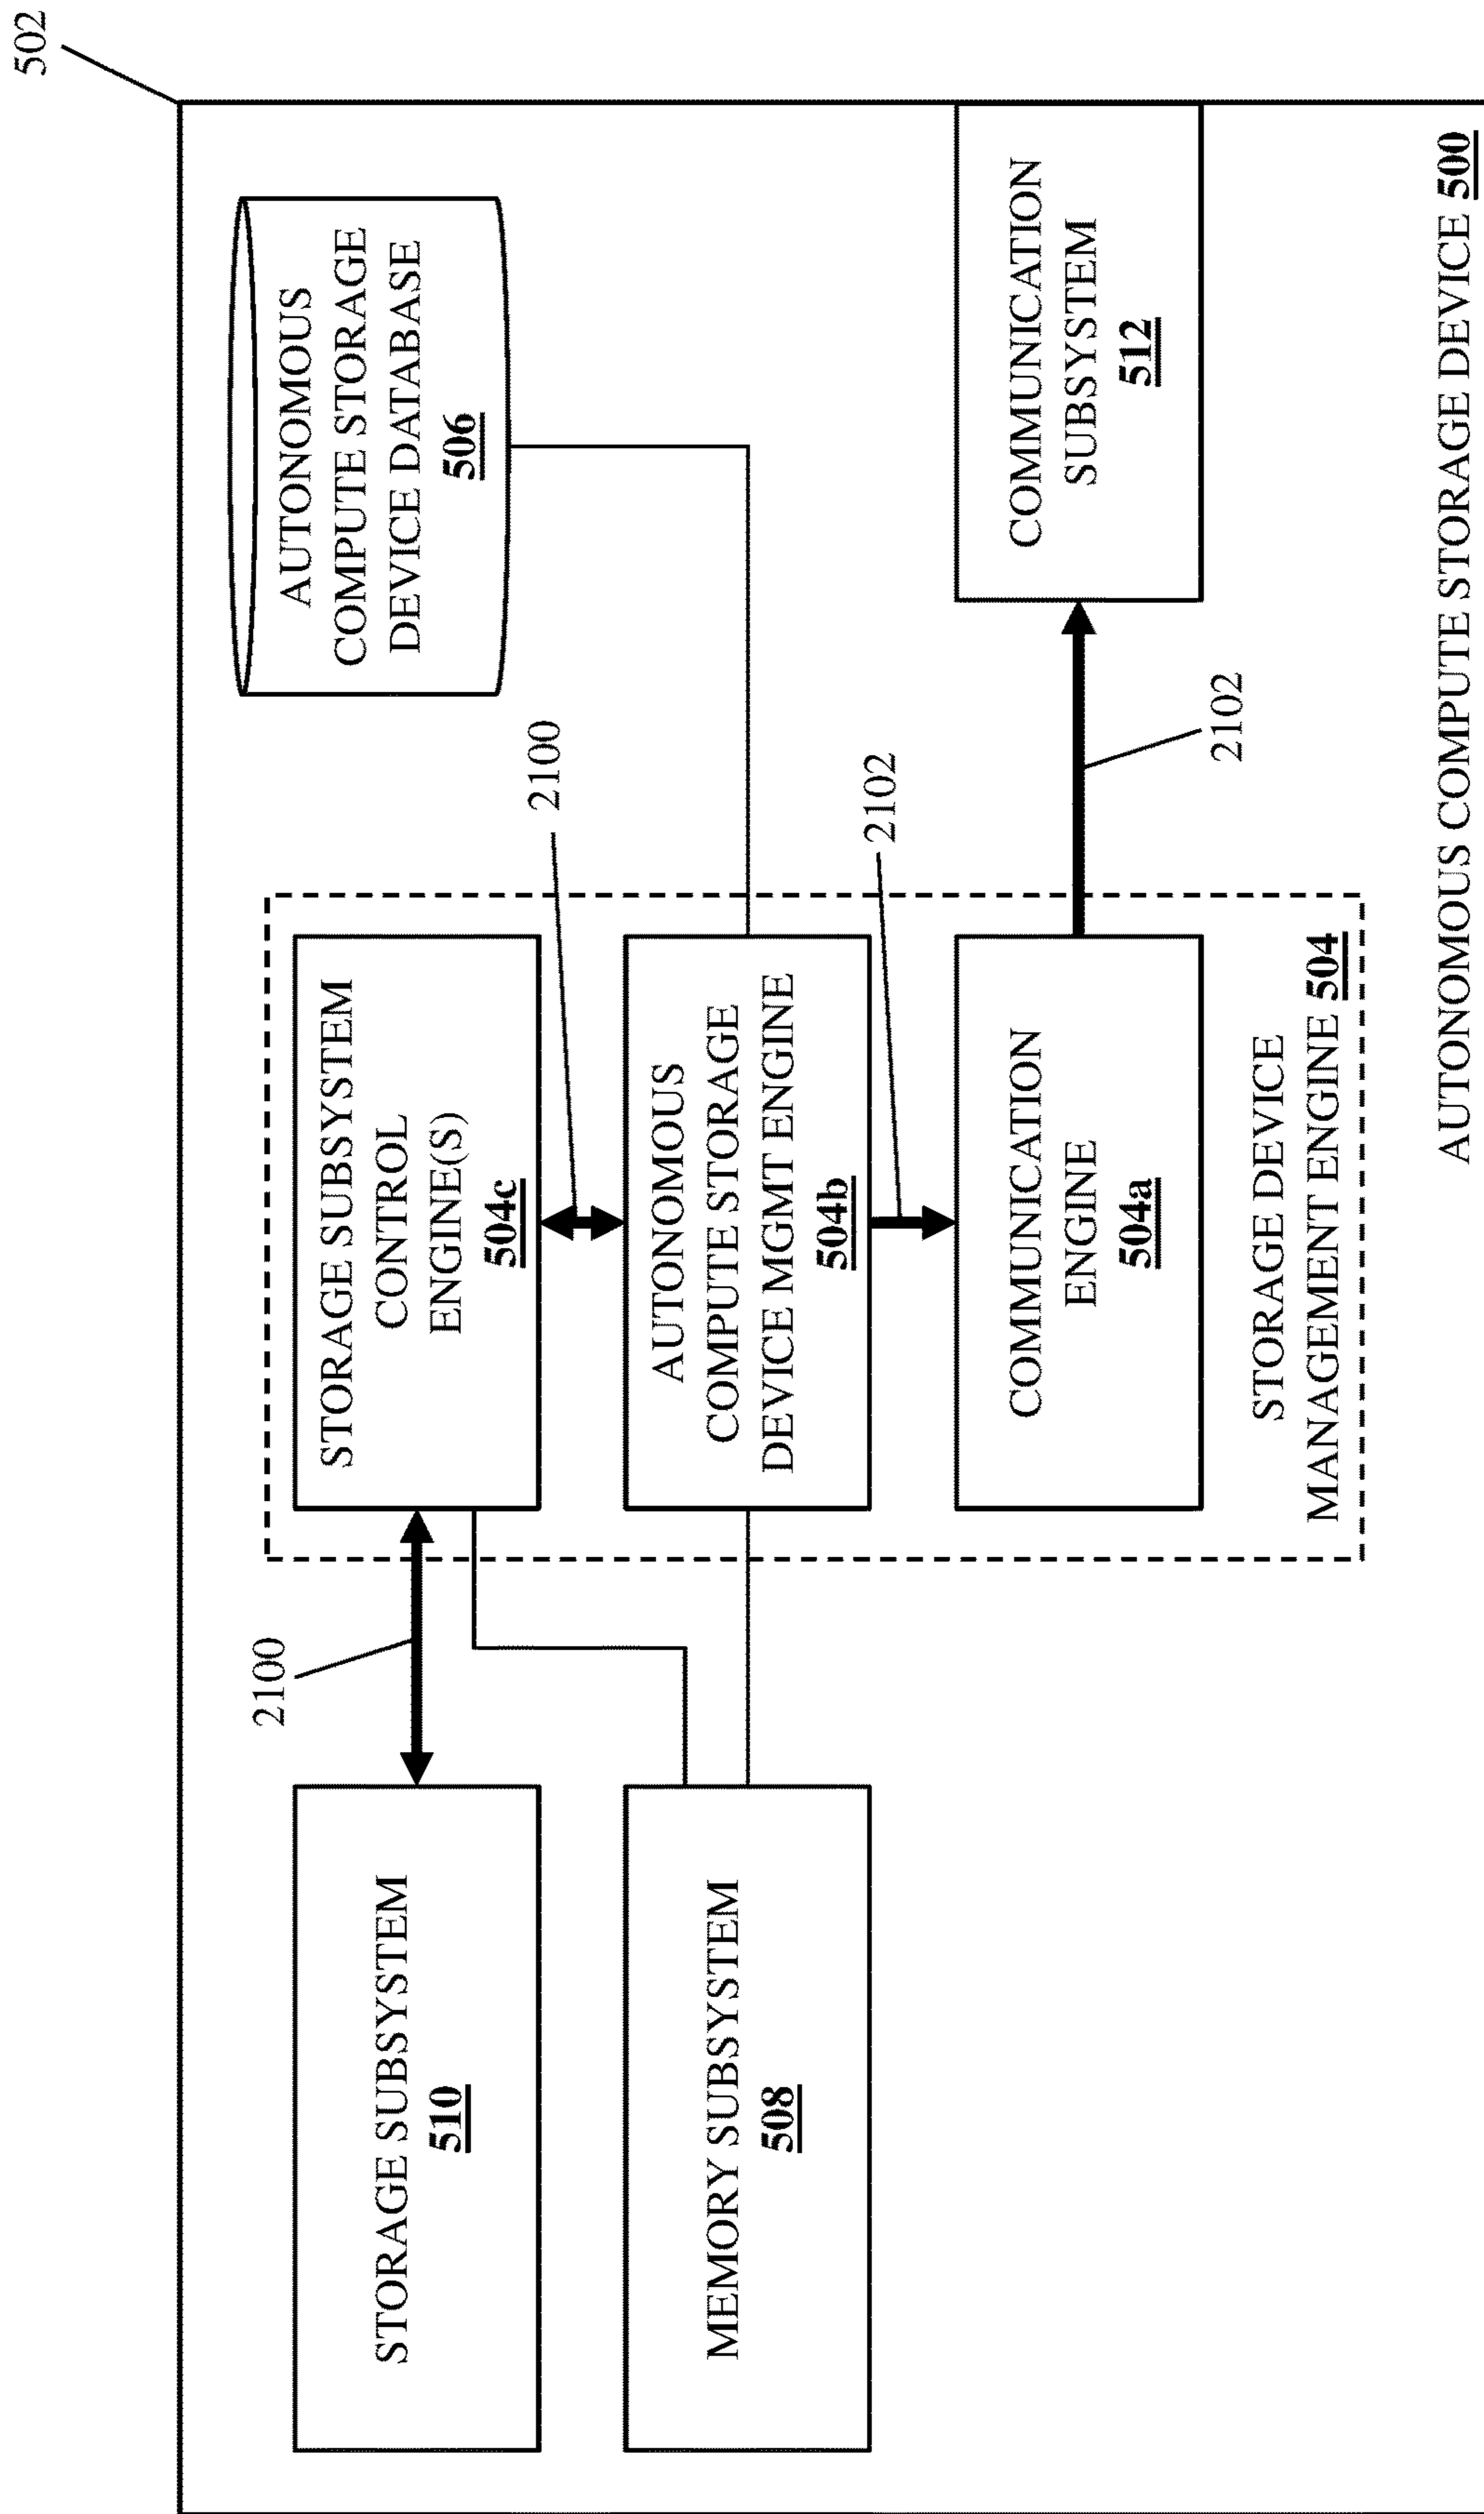 502
STORAGE SUBSYSTEM
510
2100
STORAGE SUBSYSTEM
CONTROL
ENGINE(S)
504c
AUTONOMOUS
COMPUTE STORAGE
DEVICE DATABASE
506
2100
MEMORY SUBSYSTEM
508
AUTONOMOUS
COMPUTE STORAGE
DEVICE MGMT ENGINE
504b
2102
COMMUNICATION
ENGINE
504a
COMMUNICATION
SUBSYSTEM
512
2102
STORAGE DEVICE
MANAGEMENT ENGINE 504
AUTONOMOUS COMPUTE STORAGE DEVICE 500